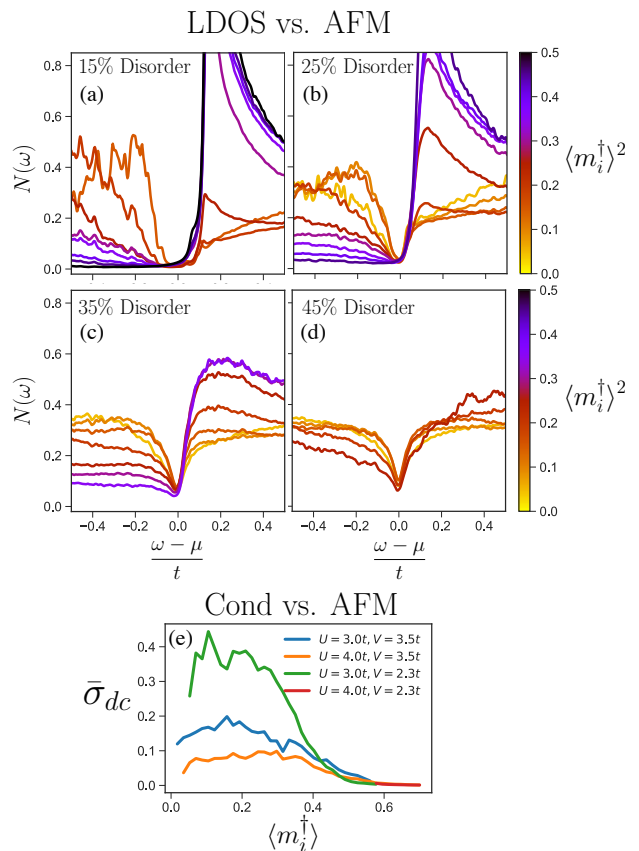 LDOS vs. AFM
15% Disorder
(a)
25% Disorder
(b)
N(ω)
0.8
0.6
0.4
0.2
0.0
0.5
0.4
0.3
0.2
0.1
0.0
⟨m_i^†⟩²
35% Disorder
(c)
45% Disorder
(d)
N(ω)
0.8
0.6
0.4
0.2
0.0
0.5
0.4
0.3
0.2
0.1
0.0
⟨m_i^†⟩²
−0.4 −0.2 0.0 0.2 0.4
−0.4 −0.2 0.0 0.2 0.4
ω − μ
t
ω − μ
t
Cond vs. AFM
(e)
U = 3.0t, V = 3.5t
U = 4.0t, V = 3.5t
U = 3.0t, V = 2.3t
U = 4.0t, V = 2.3t
σ̄_dc
0.4
0.3
0.2
0.1
0.0
0.0 0.2 0.4 0.6
⟨m_i^†⟩